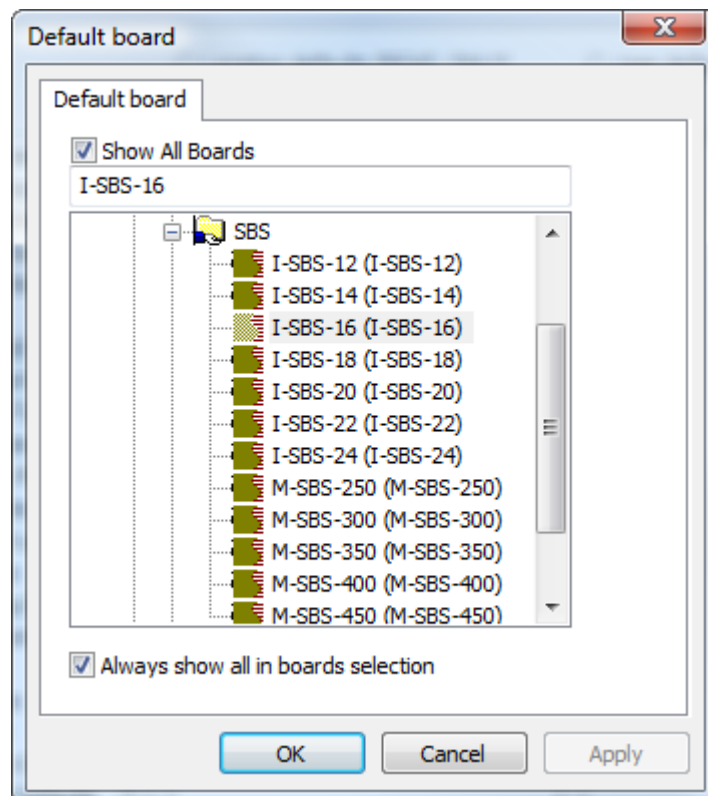 Default board
Default board
Show All Boards
I-SBS-16
SBS
I-SBS-12 (I-SBS-12)
I-SBS-14 (I-SBS-14)
I-SBS-16 (I-SBS-16)
I-SBS-18 (I-SBS-18)
I-SBS-20 (I-SBS-20)
I-SBS-22 (I-SBS-22)
I-SBS-24 (I-SBS-24)
M-SBS-250 (M-SBS-250)
M-SBS-300 (M-SBS-300)
M-SBS-350 (M-SBS-350)
M-SBS-400 (M-SBS-400)
M-SBS-450 (M-SBS-450)
Always show all in boards selection
OK Cancel Apply